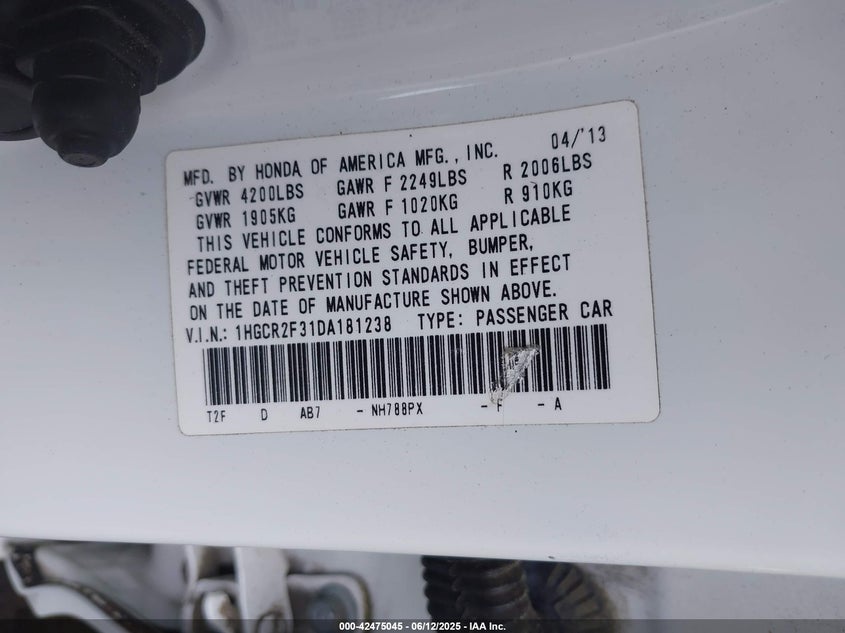 MFD. BY HONDA OF AMERICA MFG., INC. 04/'13
GVWR 4200LBS GAWR F 2249LBS R 2006LBS
GVWR 1905KG GAWR F 1020KG R 910KG
THIS VEHICLE CONFORMS TO ALL APPLICABLE
FEDERAL MOTOR VEHICLE SAFETY, BUMPER,
AND THEFT PREVENTION STANDARDS IN EFFECT
ON THE DATE OF MANUFACTURE SHOWN ABOVE.
V.I.N.: 1HGCR2F31DA181238 TYPE: PASSENGER CAR
T2F D AB7 - NH788PX - F - A
000-42475045 - 06/12/2025 - IAA Inc.